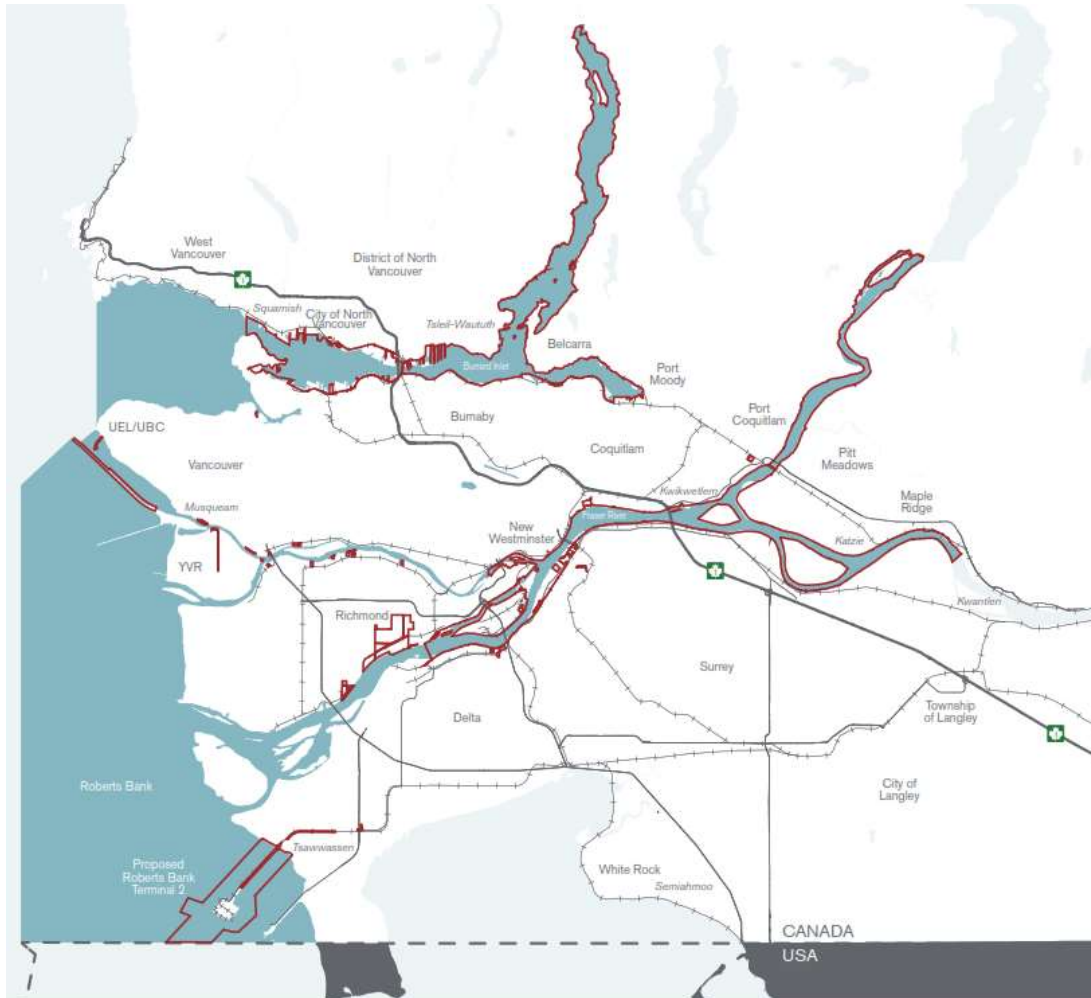 West
Vancouver
District of North
Vancouver
Squamish
City of North
Vancouver
Tsleil-Waututh
Burrard Inlet
Belcarra
Port
Moody
UEL/UBC
Burnaby
Port
Coquitlam
Coquitlam
Vancouver
Pitt
Meadows
Musqueam
Kwikwetlem
Maple
Ridge
Fraser River
New
Westminster
Katzie
YVR
Kwantlen
Richmond
Surrey
Township
of Langley
Delta
Roberts Bank
City of
Langley
Tsawwassen
Proposed
Roberts Bank
Terminal 2
White Rock
Semiahmoo
CANADA
USA